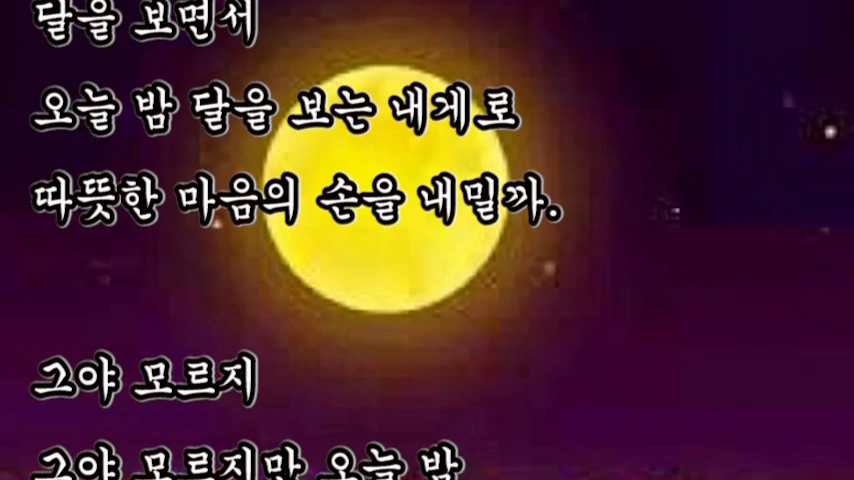 달을 보면서
오늘 밤 달을 보는 내게로
따뜻한 마음의 손을 내밀까.
그야 모르지
그야 모르지만 오늘 밤